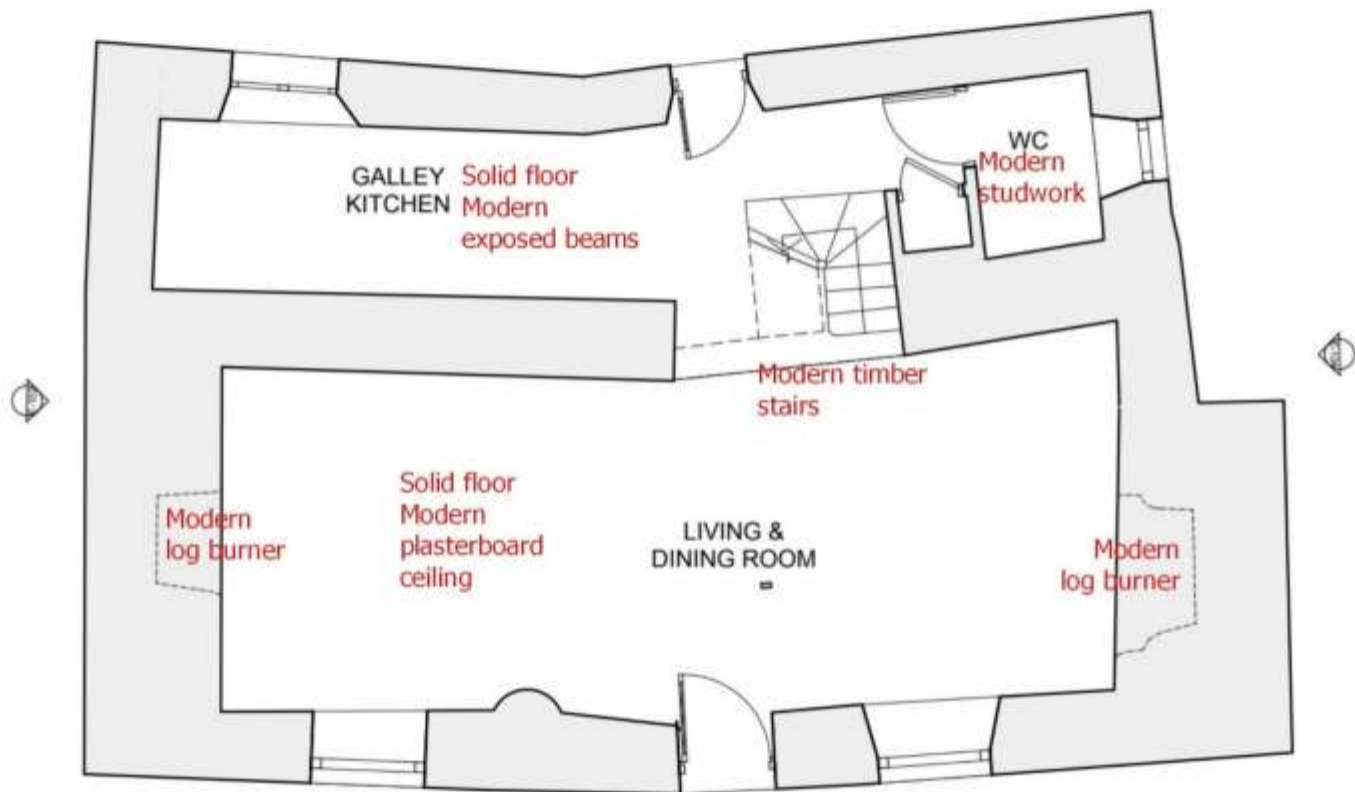 GALLEY
KITCHEN
Solid floor
Modern
exposed beams
WC
Modern
studwork
Modern timber
stairs
Solid floor
Modern
plasterboard
ceiling
Modern
log burner
LIVING &
DINING ROOM
Modern
log burner